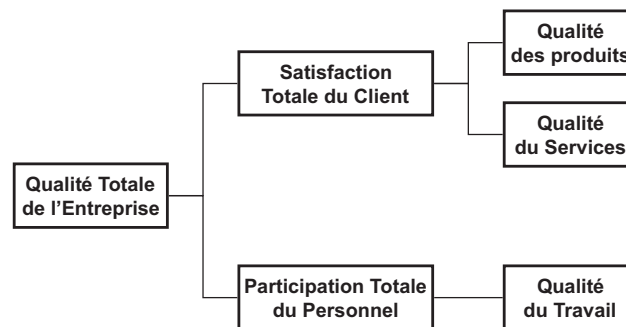 Qualité
des produits
Satisfaction
Totale du Client
Qualité
du Services
Qualité Totale
de l'Entreprise
Participation Totale
du Personnel
Qualité
du Travail